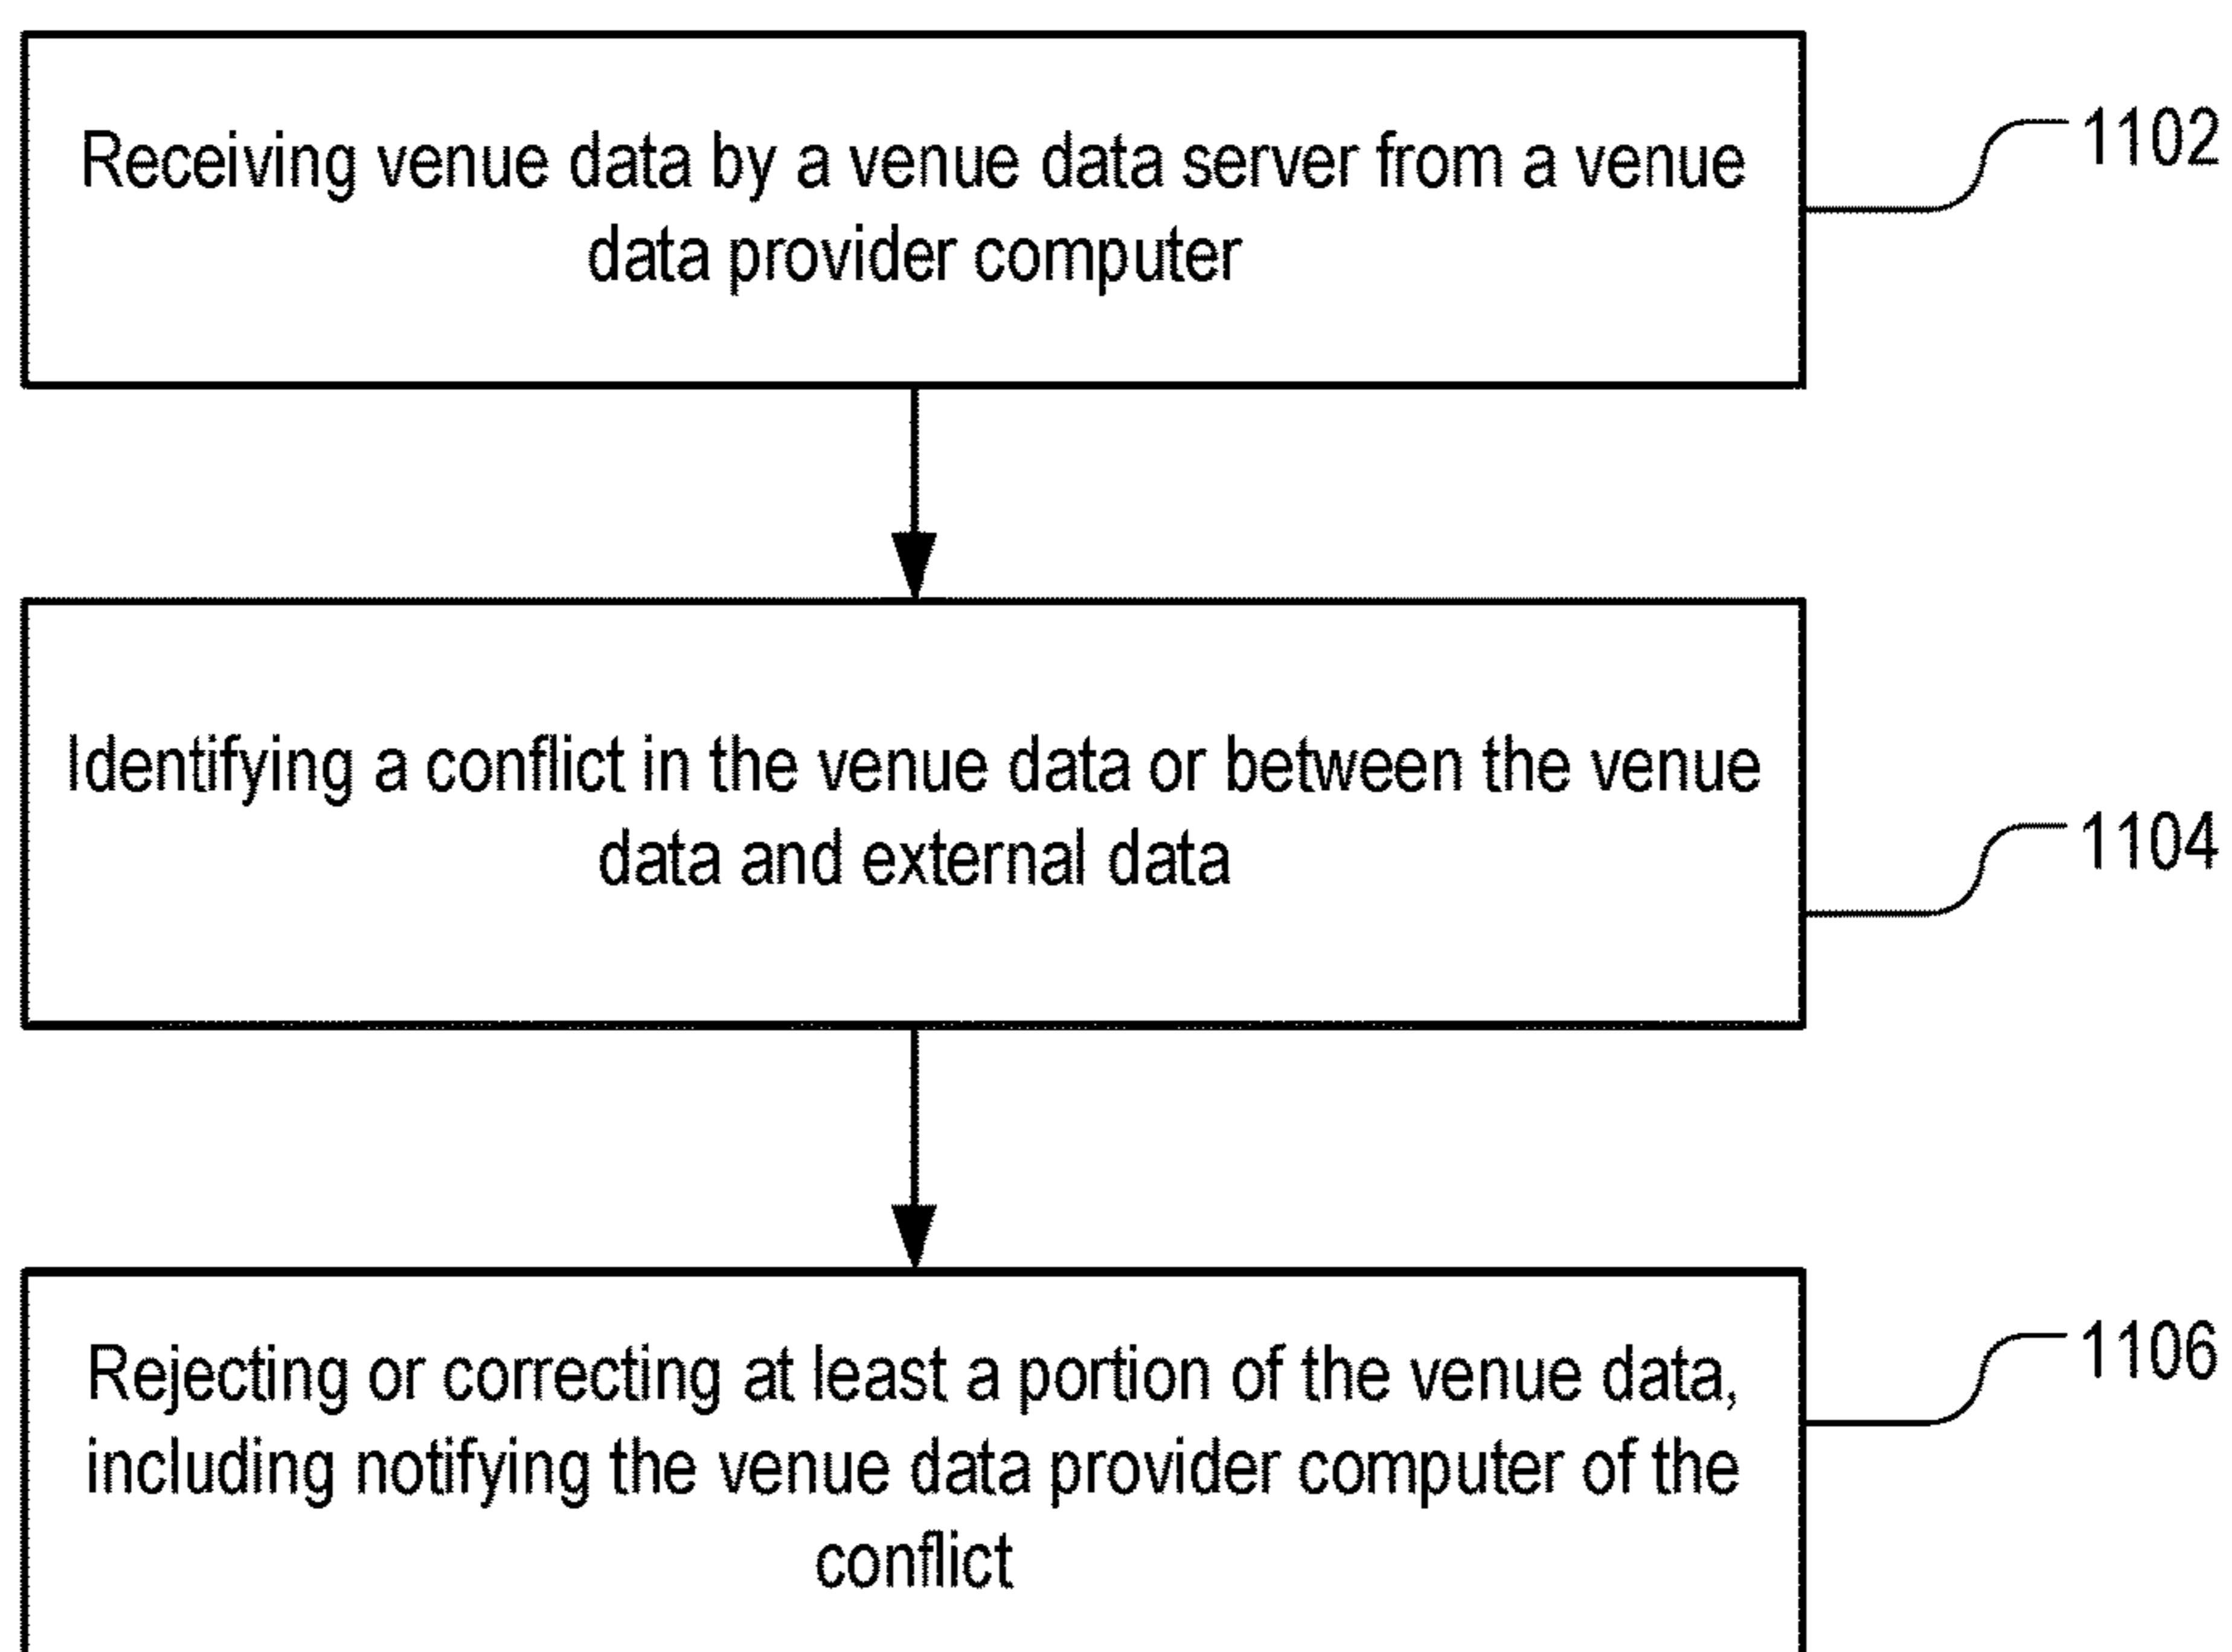 Receiving venue data by a venue data server from a venue
data provider computer
1102
Identifying a conflict in the venue data or between the venue
data and external data
1104
Rejecting or correcting at least a portion of the venue data,
including notifying the venue data provider computer of the
conflict
1106